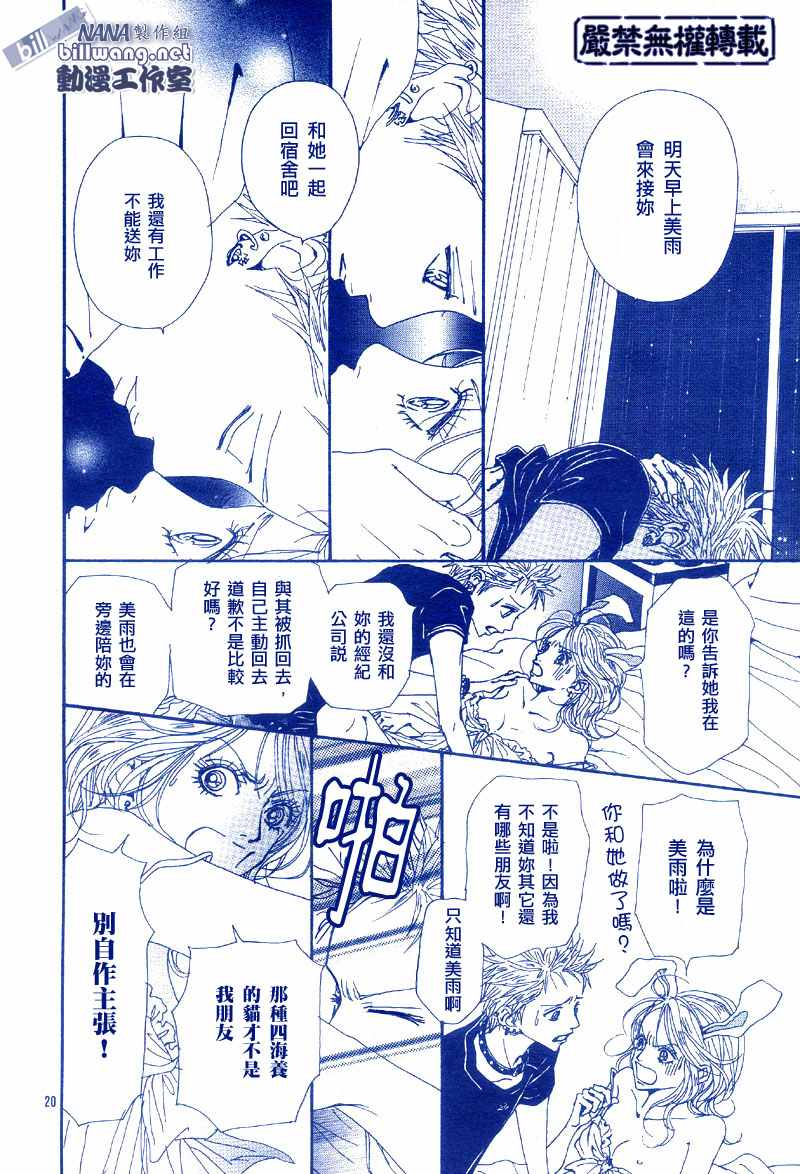 bill wang
NANA製作組
billwang.net
動漫工作室
嚴禁無權轉載
明天早上美雨
會來接妳
和她一起
回宿舍吧
我還有工作
不能送妳
是你告訴她我在
這的嗎？
我還沒和
妳的經紀
公司說
與其被抓回去，
自己主動回去
道歉不是比較
好嗎？
美雨也會在
旁邊陪妳的
為什麼是
美雨啦！
你和她做了嗎？
不是啦！因為我
不知道妳其它還
有哪些朋友啊！
只知道美雨啊
啪
那種四海養
的貓才不是
我朋友
別自作主張！
20